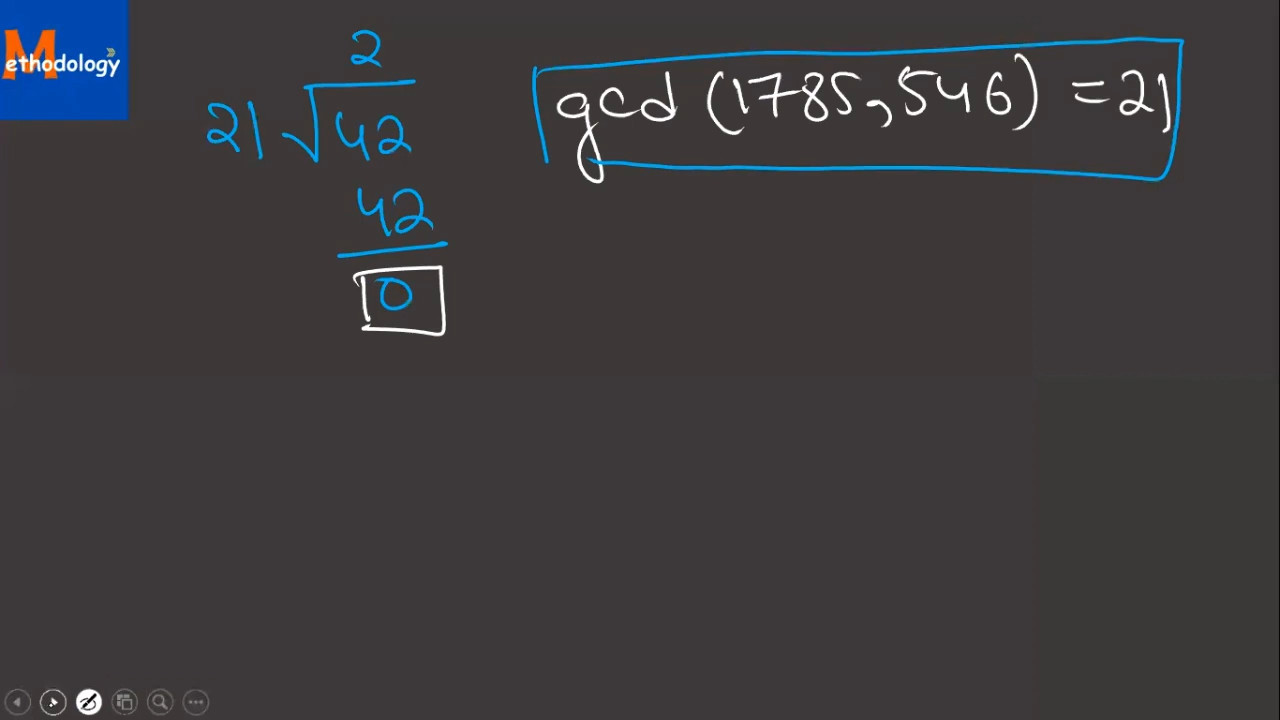 Methodology
2
21 √42
42
0
gcd (1785, 546) = 21